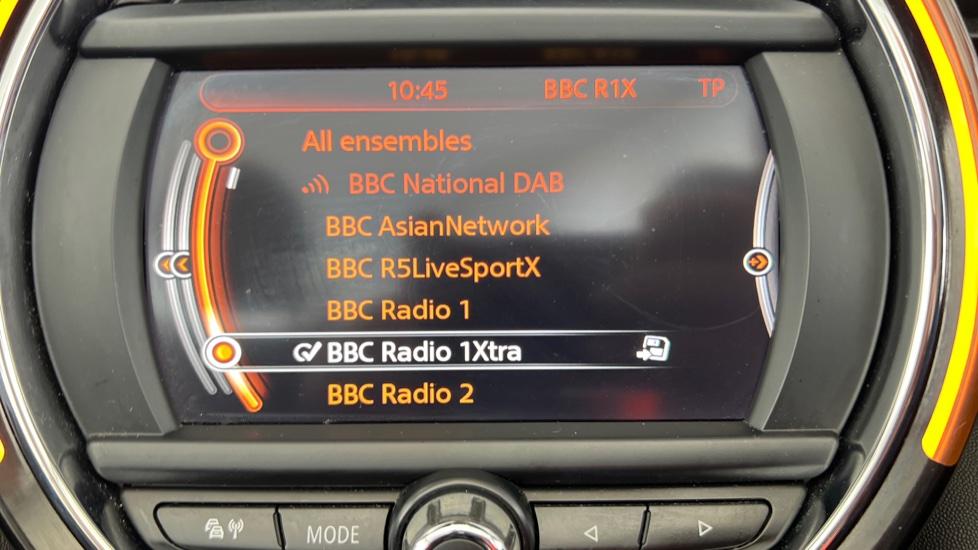 10:45 BBC R1X TP
All ensembles
BBC National DAB
BBC AsianNetwork
BBC R5LiveSportX
BBC Radio 1
BBC Radio 1Xtra
BBC Radio 2
MODE